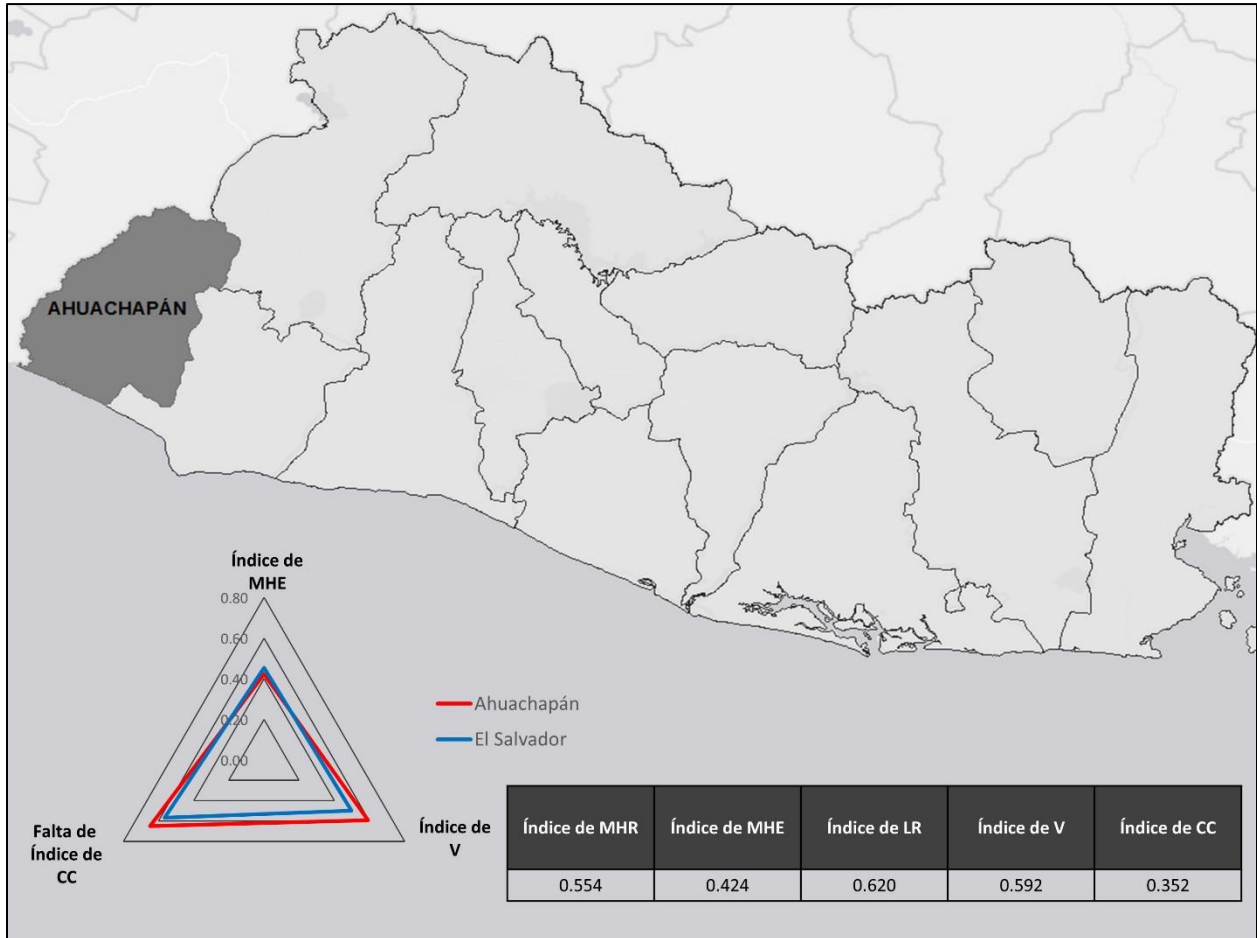 AHUACHAPÁN
Índice de
MHE
0.80
0.60
0.40
0.20
0.00
Ahuachapán
El Salvador
Falta de
Índice de
CC
Índice de
V
Índice de MHR Índice de MHE Índice de LR Índice de V Índice de CC
0.554 0.424 0.620 0.592 0.352